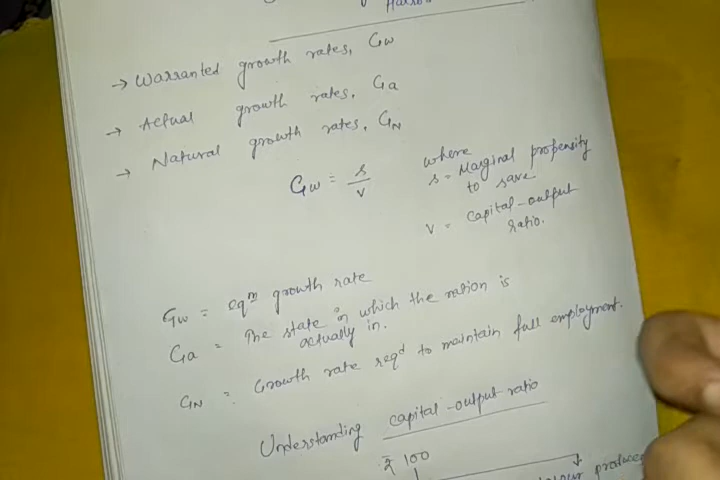 Harrod
→ Warranted growth rates, Gw
→ Actual growth rates, Ga
→ Natural growth rates, GN
Gw = s/v
where
s = Marginal propensity
to save
v = Capital-output
ratio.
Gw = eqm growth rate
Ga = The state in which the nation is
actually in.
GN = Growth rate reqd to maintain full employment.
Understanding capital-output ratio
₹ 100